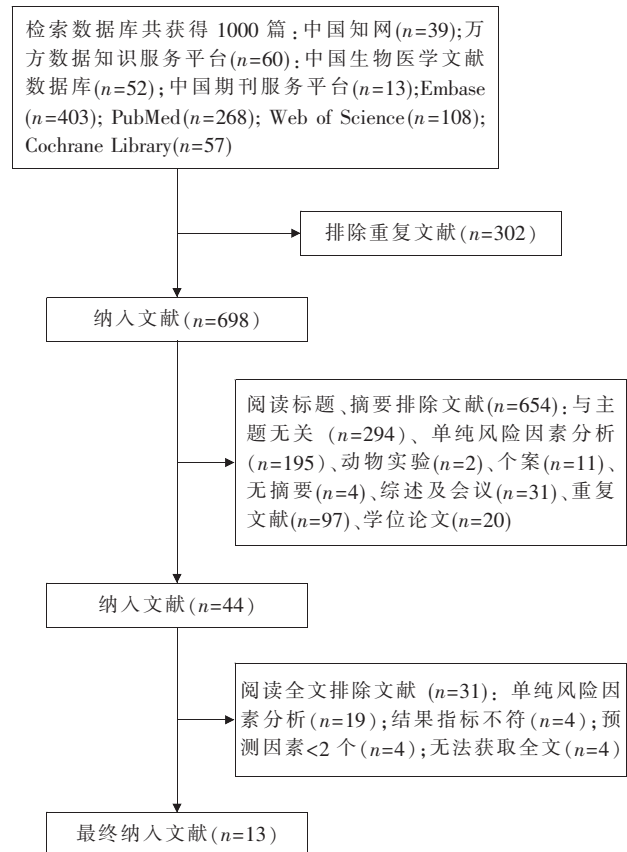 检索数据库共获得 1000 篇：中国知网(n=39);万
方数据知识服务平台(n=60)：中国生物医学文献
数据库(n=52)；中国期刊服务平台(n=13);Embase
(n=403); PubMed(n=268); Web of Science(n=108);
Cochrane Library(n=57)
排除重复文献(n=302)
纳入文献(n=698)
阅读标题、摘要排除文献(n=654)：与主
题无关 (n=294)、单纯风险因素分析
(n=195)、动物实验(n=2)、个案(n=11)、
无摘要(n=4)、综述及会议(n=31)、重复
文献(n=97)、学位论文(n=20)
纳入文献(n=44)
阅读全文排除文献 (n=31)：单纯风险因
素分析(n=19)；结果指标不符(n=4)；预
测因素<2 个(n=4)；无法获取全文(n=4)
最终纳入文献(n=13)